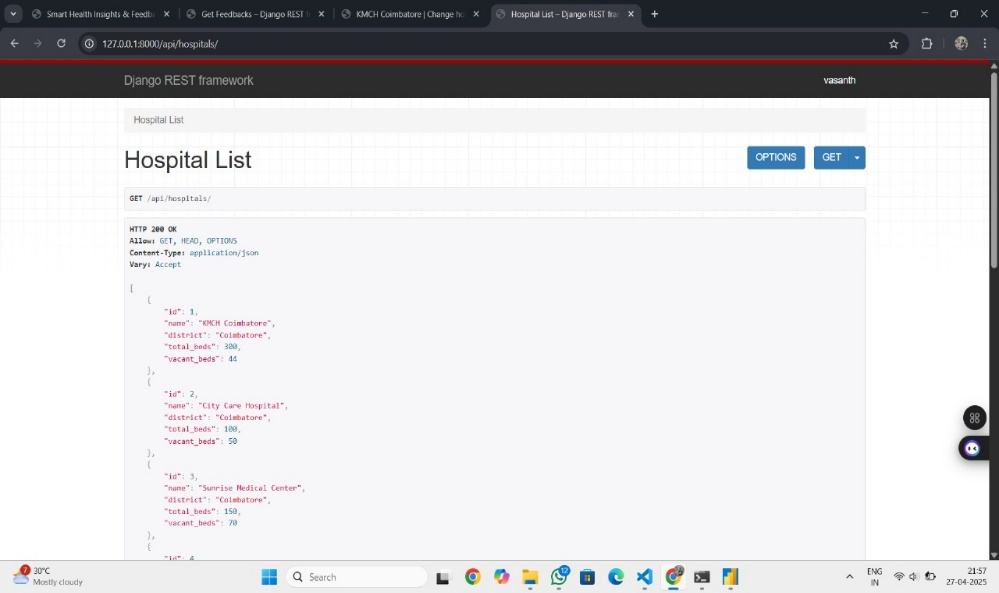 Smart Health Insights & Feedb
Get Feedbacks – Django REST
KMCH Coimbatore | Change ho
Hospital List – Django REST fra
127.0.0.1:8000/api/hospitals/
Django REST framework
vasanth
Hospital List
Hospital List
OPTIONS
GET
GET /api/hospitals/
HTTP 200 OK
Allow: GET, HEAD, OPTIONS
Content-Type: application/json
Vary: Accept
[
{
"id": 1,
"name": "KMCH Coimbatore",
"district": "Coimbatore",
"total_beds": 300,
"vacant_beds": 44
},
{
"id": 2,
"name": "City Care Hospital",
"district": "Coimbatore",
"total_beds": 100,
"vacant_beds": 50
},
{
"id": 3,
"name": "Sunrise Medical Center",
"district": "Coimbatore",
"total_beds": 150,
"vacant_beds": 70
},
{
"id": 4
7
30°C
Mostly cloudy
Search
12
ENG
IN
21:57
27-04-2025